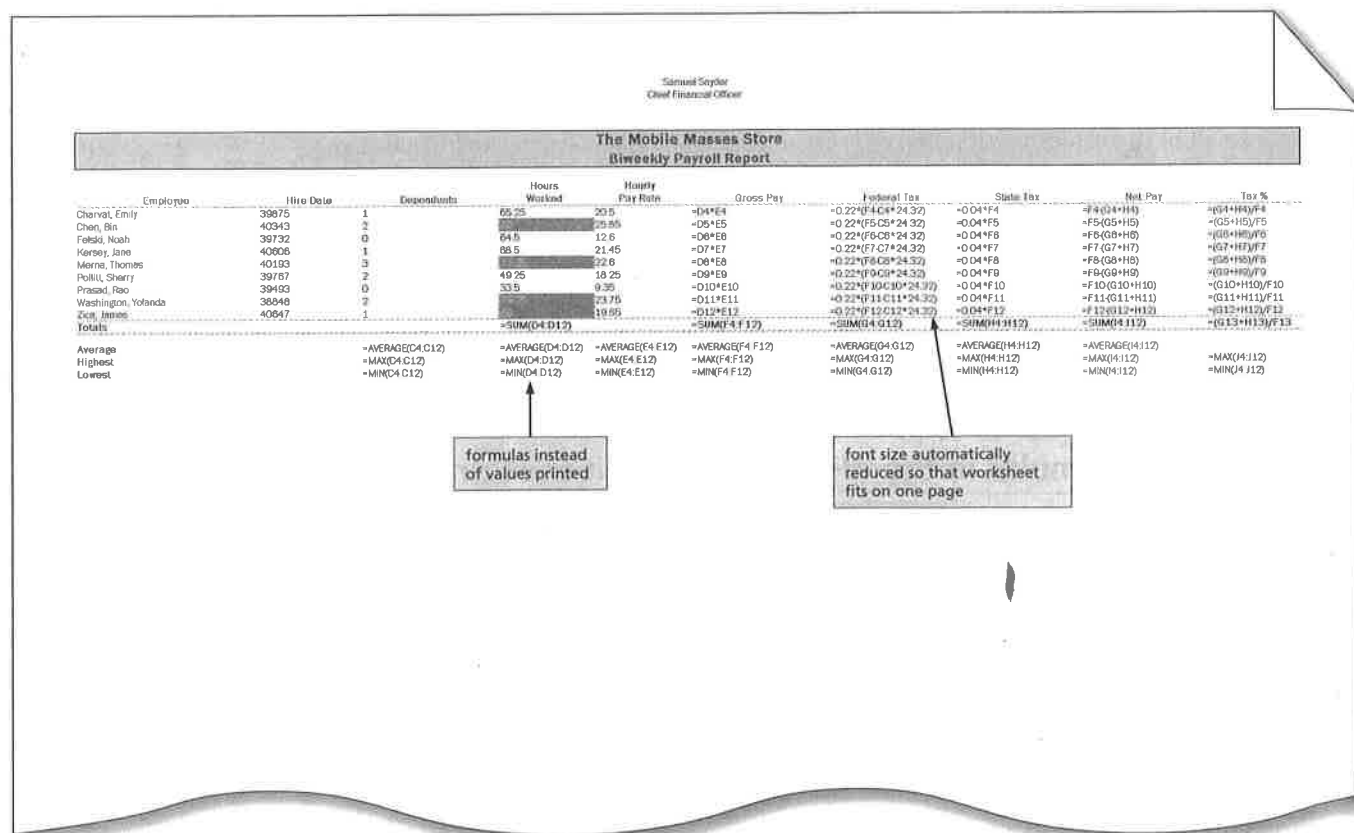 Samuel Snyder
Chief Financial Officer
The Mobile Masses Store
Biweekly Payroll Report
Employee Hire Date Dependents Hours Worked Hourly Pay Rate Gross Pay Federal Tax State Tax Net Pay Tax %
Charvat, Emily 39875 1 65.25 20.5 =D4*E4 =0.22*(F4-C4*24.32) =0.04*F4 =F4-(G4+H4) =(G4+H4)/F4
Chen, Bin 40343 2 =D5*E5 =0.22*(F5-C5*24.32) =0.04*F5 =F5-(G5+H5) =(G5+H5)/F5
Felski, Noah 39732 0 64.5 12.6 =D6*E6 =0.22*(F6-C6*24.32) =0.04*F6 =F6-(G6+H6) =(G6+H6)/F6
Kersey, Jane 40606 1 68.5 21.45 =D7*E7 =0.22*(F7-C7*24.32) =0.04*F7 =F7-(G7+H7) =(G7+H7)/F7
Merna, Thomas 40193 3 22.6 =D8*E8 =0.22*(F8-C8*24.32) =0.04*F8 =F8-(G8+H8) =(G8+H8)/F8
Pollitt, Sherry 39767 2 49.25 18.25 =D9*E9 =0.22*(F9-C9*24.32) =0.04*F9 =F9-(G9+H9) =(G9+H9)/F9
Prasad, Rao 39493 0 33.5 9.35 =D10*E10 =0.22*(F10-C10*24.32) =0.04*F10 =F10-(G10+H10) =(G10+H10)/F10
Washington, Yolanda 38848 2 23.75 =D11*E11 =0.22*(F11-C11*24.32) =0.04*F11 =F11-(G11+H11) =(G11+H11)/F11
Zica, James 40647 1 19.55 =D12*E12 =0.22*(F12-C12*24.32) =0.04*F12 =F12-(G12+H12) =(G12+H12)/F12
Totals =SUM(D4:D12) =SUM(F4:F12) =SUM(G4:G12) =SUM(H4:H12) =SUM(I4:I12) =(G13+H13)/F13
Average =AVERAGE(C4:C12) =AVERAGE(D4:D12) =AVERAGE(E4:E12) =AVERAGE(F4:F12) =AVERAGE(G4:G12) =AVERAGE(H4:H12) =AVERAGE(I4:I12)
Highest =MAX(C4:C12) =MAX(D4:D12) =MAX(E4:E12) =MAX(F4:F12) =MAX(G4:G12) =MAX(H4:H12) =MAX(I4:I12) =MAX(J4:J12)
Lowest =MIN(C4:C12) =MIN(D4:D12) =MIN(E4:E12) =MIN(F4:F12) =MIN(G4:G12) =MIN(H4:H12) =MIN(I4:I12) =MIN(J4:J12)
formulas instead
of values printed
font size automatically
reduced so that worksheet
fits on one page